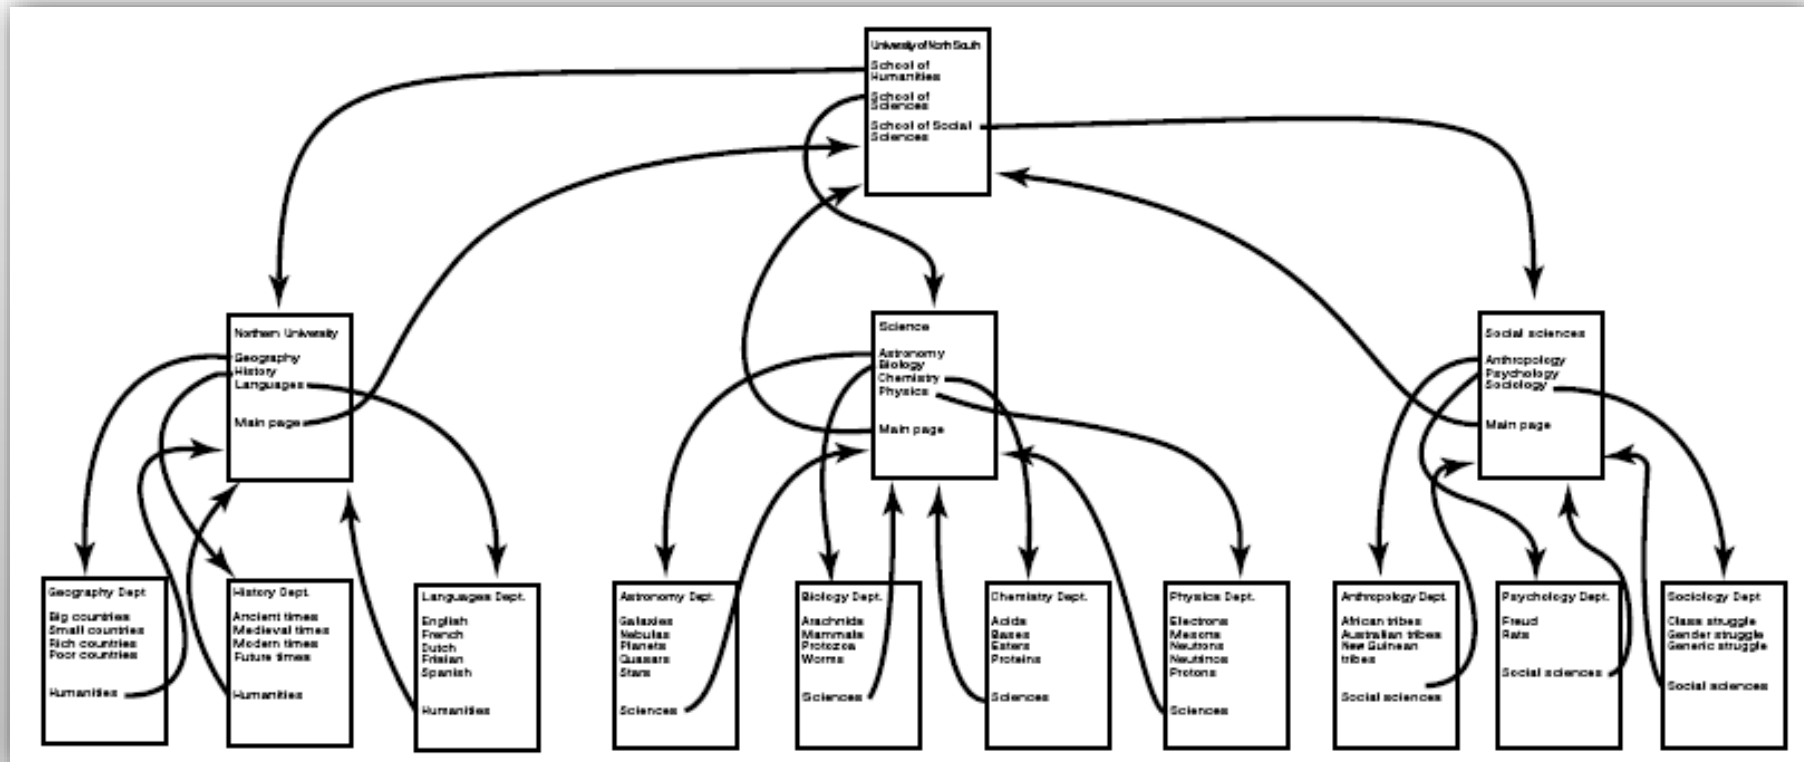 University of North South
School of
Humanities
School of
Sciences
School of Social
Sciences
Northern University
Geography
History
Languages
Main page
Science
Astronomy
Biology
Chemistry
Physics
Main page
Social sciences
Anthropology
Psychology
Sociology
Main page
Geography Dept
Big countries
Small countries
Rich countries
Poor countries
Humanities
History Dept.
Ancient times
Medieval times
Modern times
Future times
Humanities
Languages Dept.
English
French
Dutch
Frisian
Spanish
Humanities
Astronomy Dept.
Galaxies
Nebulas
Planets
Quasars
Stars
Sciences
Biology Dept.
Arachnids
Mammals
Protozoa
Worms
Sciences
Chemistry Dept.
Acids
Bases
Esters
Proteins
Sciences
Physics Dept.
Electrons
Mesons
Neutrons
Neutrinos
Protons
Sciences
Anthropology Dept.
African tribes
Australian tribes
New Guinean
tribes
Social sciences
Psychology Dept.
Freud
Rats
Social sciences
Sociology Dept
Class struggle
Gender struggle
Generic struggle
Social sciences